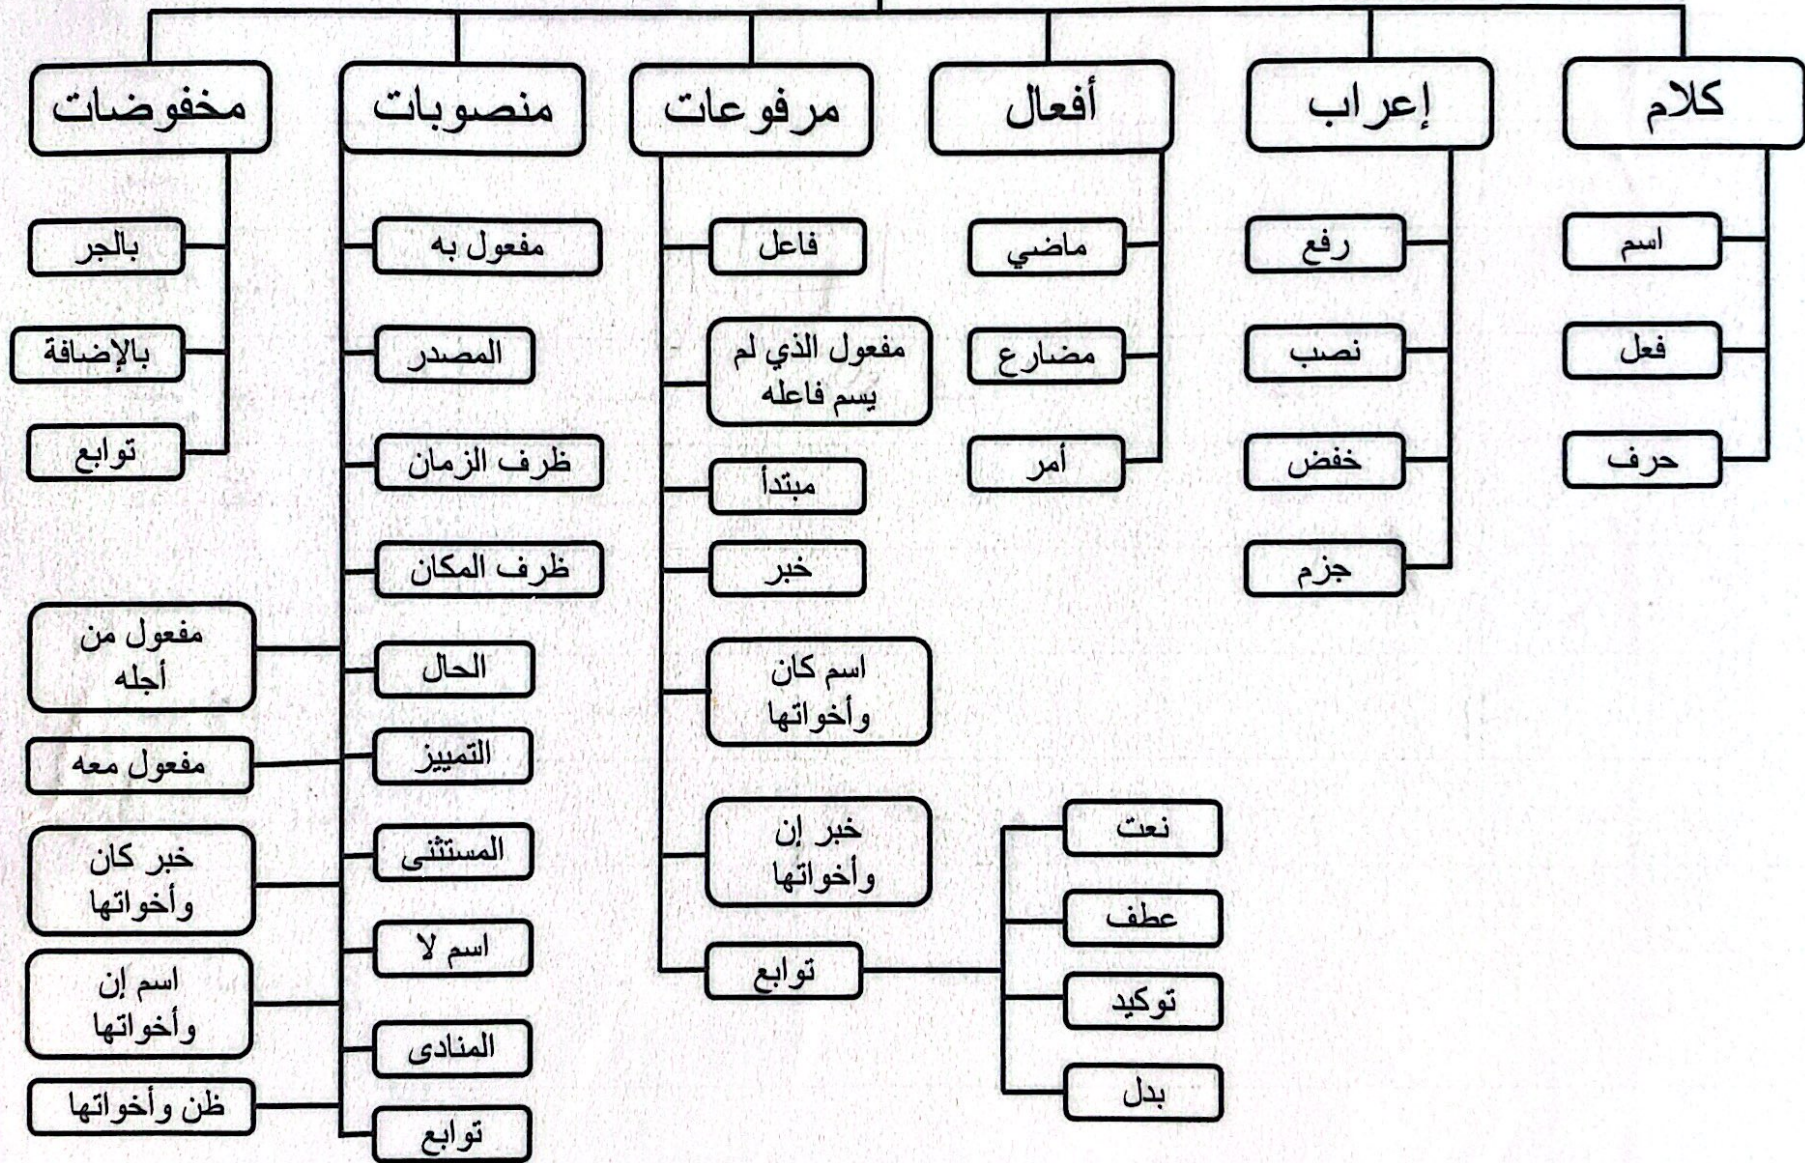 كلام
اسم
فعل
حرف
إعراب
رفع
نصب
خفض
جزم
أفعال
ماضي
مضارع
أمر
مرفوعات
فاعل
مفعول الذي لم
يسم فاعله
مبتدأ
خبر
اسم كان
وأخواتها
خبر إن
وأخواتها
توابع
نعت
عطف
توكيد
بدل
منصوبات
مفعول به
المصدر
ظرف الزمان
ظرف المكان
الحال
التمييز
المستثنى
اسم لا
المنادى
توابع
مفعول من
أجله
مفعول معه
خبر كان
وأخواتها
اسم إن
وأخواتها
ظن وأخواتها
مخفوضات
بالجر
بالإضافة
توابع